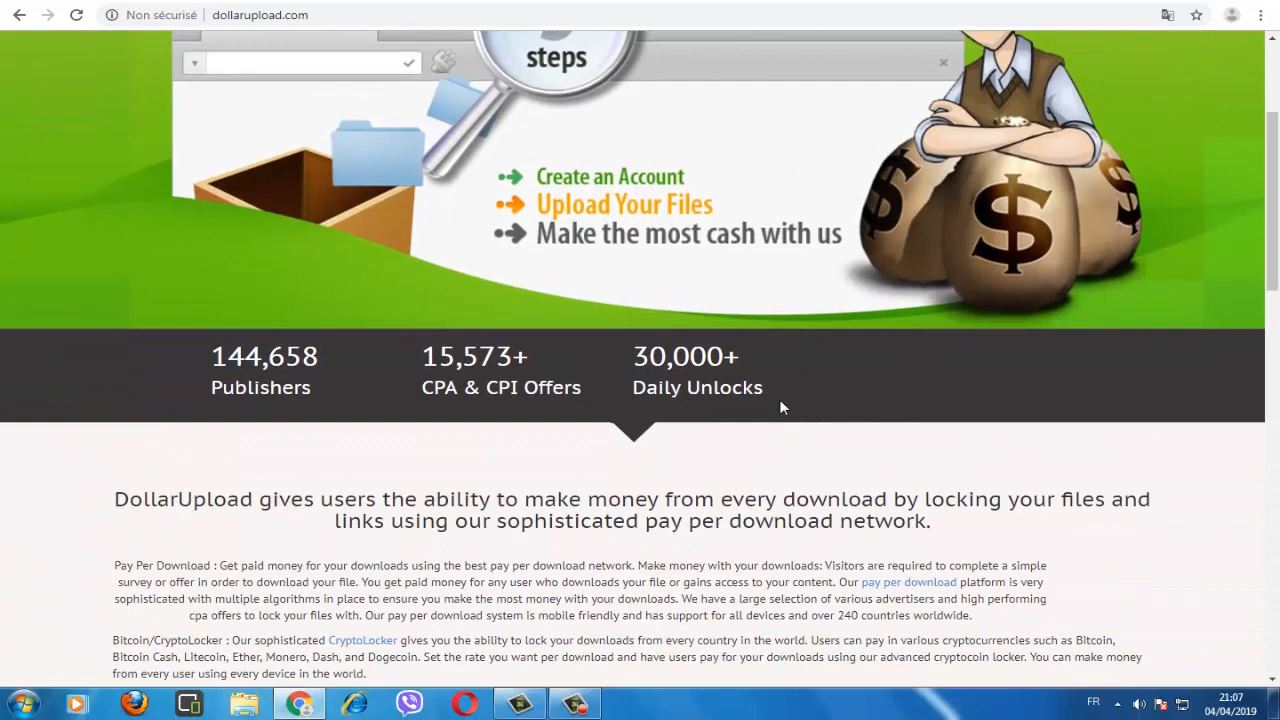 Non sécurisé
dollarupload.com
steps
Create an Account
Upload Your Files
Make the most cash with us
$ $ $
144,658
Publishers
15,573+
CPA & CPI Offers
30,000+
Daily Unlocks
DollarUpload gives users the ability to make money from every download by locking your files and
links using our sophisticated pay per download network.
Pay Per Download : Get paid money for your downloads using the best pay per download network. Make money with your downloads: Visitors are required to complete a simple
survey or offer in order to download your file. You get paid money for any user who downloads your file or gains access to your content. Our pay per download platform is very
sophisticated with multiple algorithms in place to ensure you make the most money with your downloads. We have a large selection of various advertisers and high performing
cpa offers to lock your files with. Our pay per download system is mobile friendly and has support for all devices and over 240 countries worldwide.
Bitcoin/CryptoLocker : Our sophisticated CryptoLocker gives you the ability to lock your downloads from every country in the world. Users can pay in various cryptocurrencies such as Bitcoin,
Bitcoin Cash, Litecoin, Ether, Monero, Dash, and Dogecoin. Set the rate you want per download and have users pay for your downloads using our advanced cryptocoin locker. You can make money
from every user using every device in the world.
FR
21:07
04/04/2019